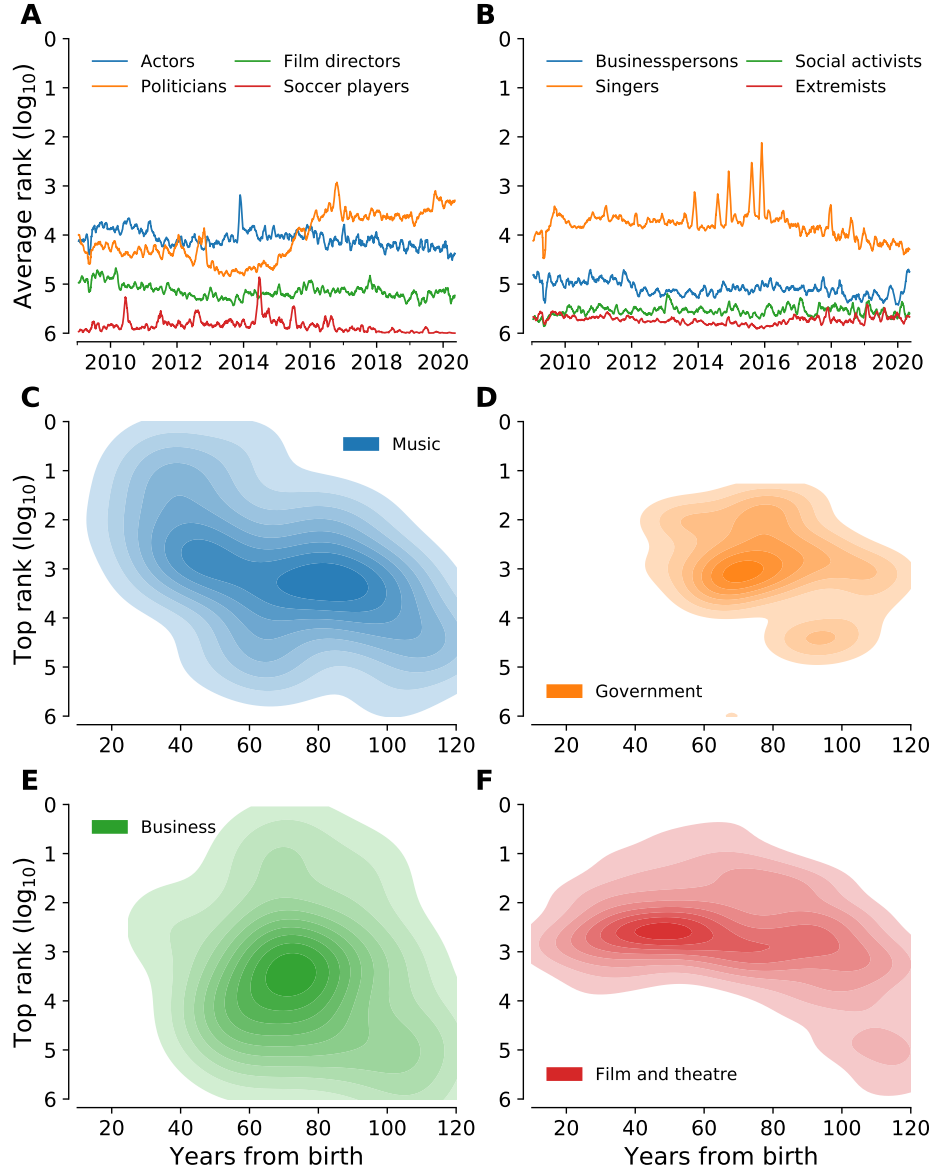 A
B
Average rank (log10)
0
1
2
3
4
5
6
Actors
Film directors
Politicians
Soccer players
2010 2012 2014 2016 2018 2020
0
1
2
3
4
5
6
Businesspersons
Social activists
Singers
Extremists
2010 2012 2014 2016 2018 2020
C
D
Top rank (log10)
0
1
2
3
4
5
6
Music
20 40 60 80 100 120
0
1
2
3
4
5
6
Government
20 40 60 80 100 120
E
F
Top rank (log10)
0
1
2
3
4
5
6
Business
20 40 60 80 100 120
Years from birth
0
1
2
3
4
5
6
Film and theatre
20 40 60 80 100 120
Years from birth